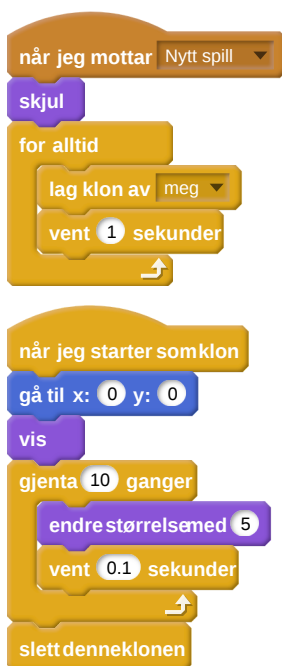 når jeg mottar Nytt spill
skjul
for alltid
lag klon av meg
vent 1 sekunder
når jeg starter som klon
gå til x: 0 y: 0
vis
gjenta 10 ganger
endre størrelse med 5
vent 0.1 sekunder
slett denne klonen